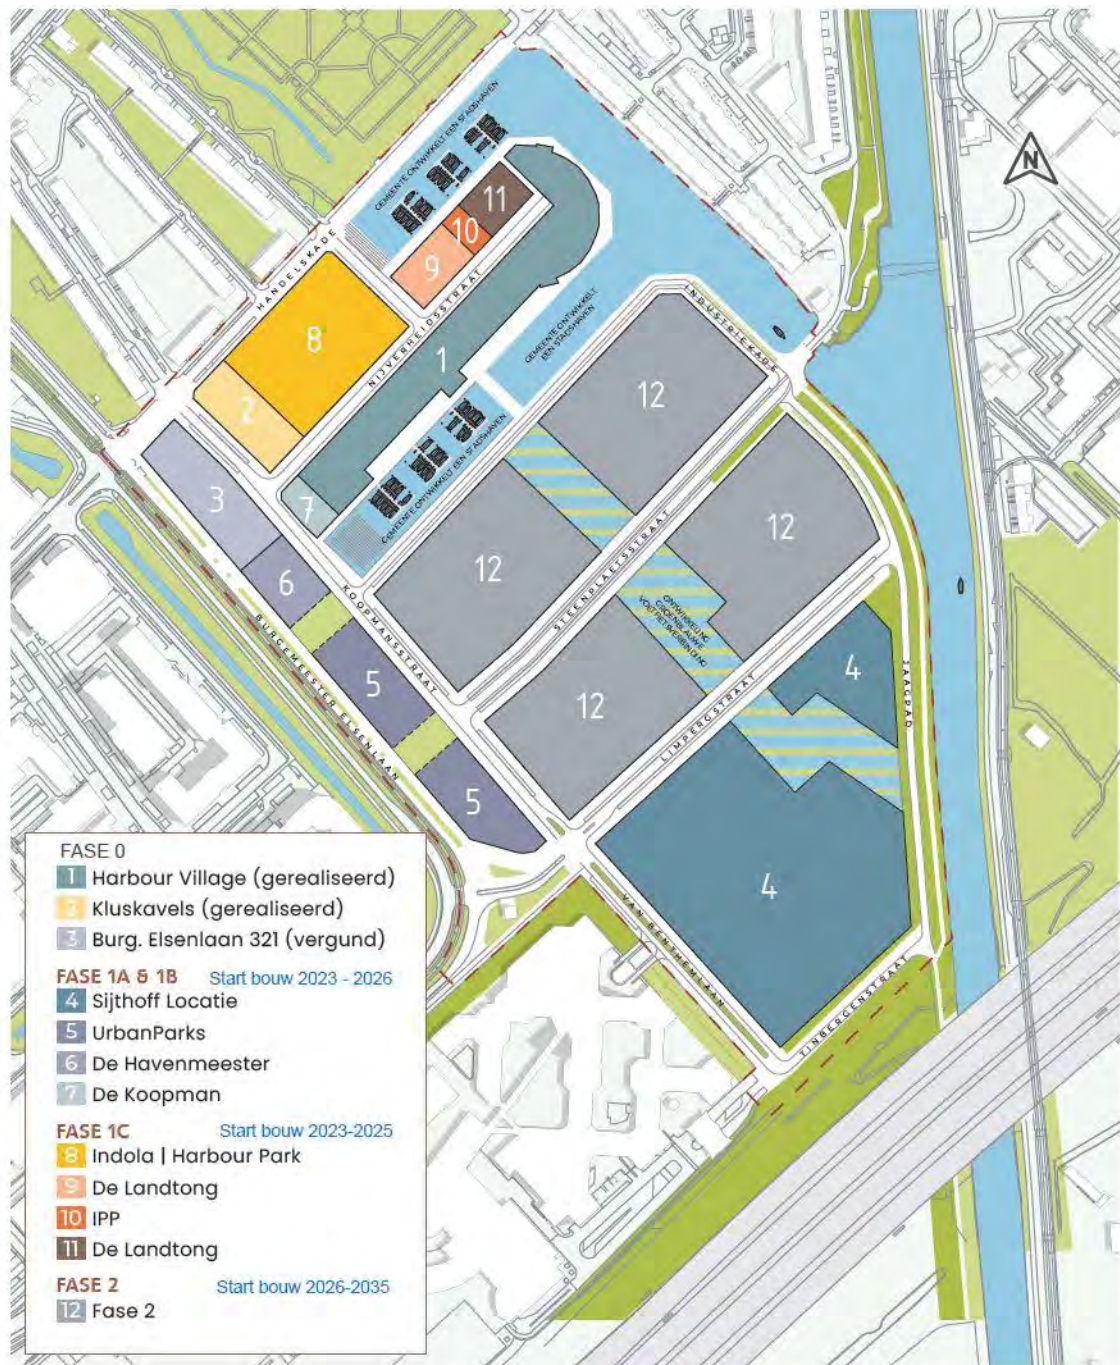 N
GEMEENTE ONTWIKKELT EEN STADSHAVEN
11
10
9
HANDELSKADE
8
NIJVERHEIDSSTRAAT
GEMEENTE ONTWIKKELT
EEN STADSHAVEN
INDUSTRIEKADE
1
12
2
GEMEENTE ONTWIKKELT EEN STADSHAVEN
3
7
12
12
STEENPLAETSSTRAAT
6
KOOPMANSSTRAAT
ONTWIKKELING
GROENBLAUWE
VOETFIETSVERBINDING
BURGEMEESTER ELSENLAAN
5
12
LIMPERGSTRAAT
4
JAAGPAD
5
4
VAN BENTHEMLAAN
TINBERGENSTRAAT
FASE 0
1 Harbour Village (gerealiseerd)
2 Kluskavels (gerealiseerd)
3 Burg. Elsenlaan 321 (vergund)
FASE 1A & 1B Start bouw 2023 - 2026
4 Sijthoff Locatie
5 UrbanParks
6 De Havenmeester
7 De Koopman
FASE 1C Start bouw 2023-2025
8 Indola | Harbour Park
9 De Landtong
10 IPP
11 De Landtong
FASE 2 Start bouw 2026-2035
12 Fase 2